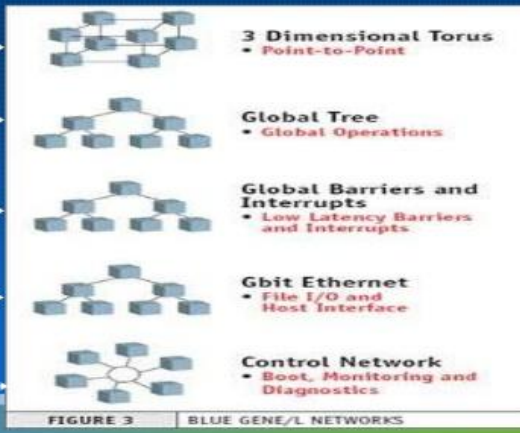 3 Dimensional Torus
• Point-to-Point
Global Tree
• Global Operations
Global Barriers and
Interrupts
• Low Latency Barriers
and Interrupts
Gbit Ethernet
• File I/O and
Host Interface
Control Network
• Boot, Monitoring and
Diagnostics
FIGURE 3 BLUE GENE/L NETWORKS